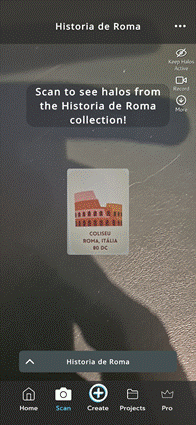 Historia de Roma
Keep Halos
Active
Scan to see halos from
the Historia de Roma
collection!
Record
More
COLISEU
ROMA, ITÁLIA
80 DC
Historia de Roma
Home
Scan
Create
Projects
Pro